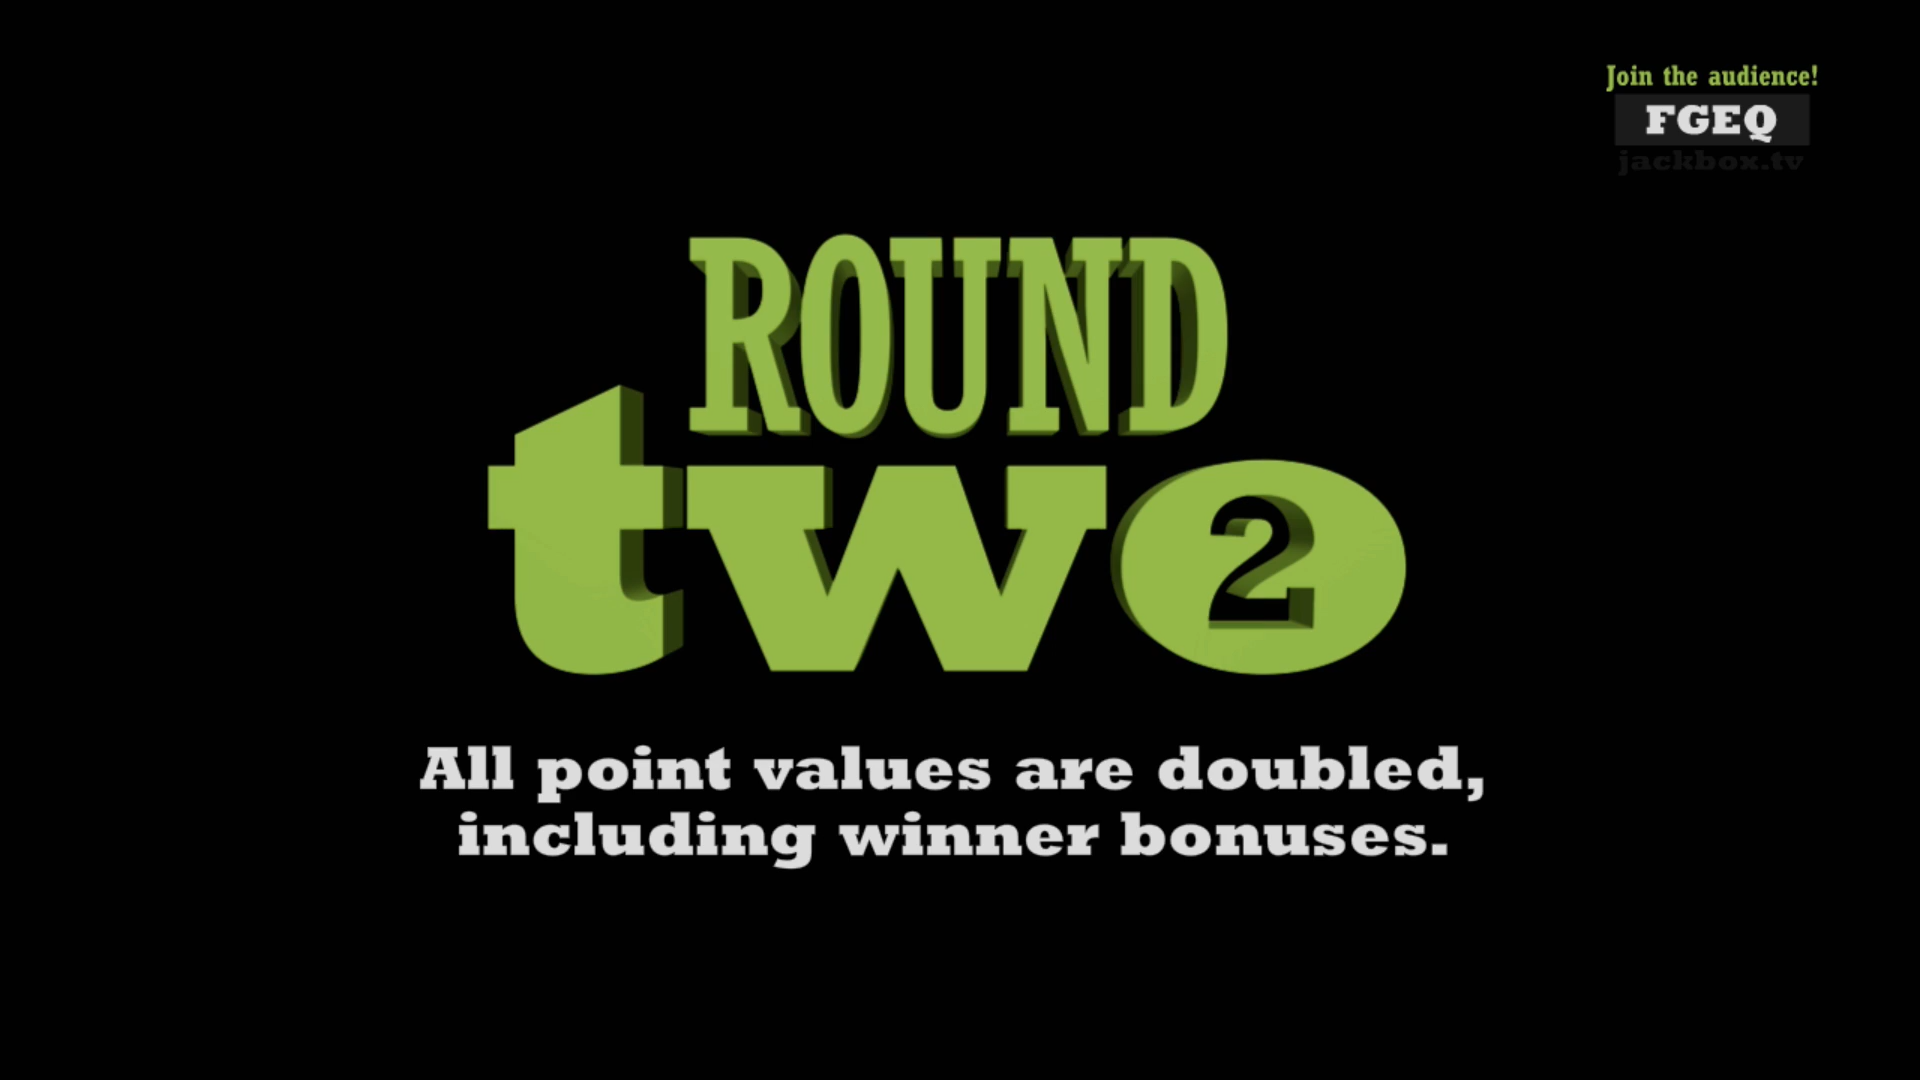 Join the audience!
FGEQ
jackbox.tv
ROUND
two
2
All point values are doubled,
including winner bonuses.